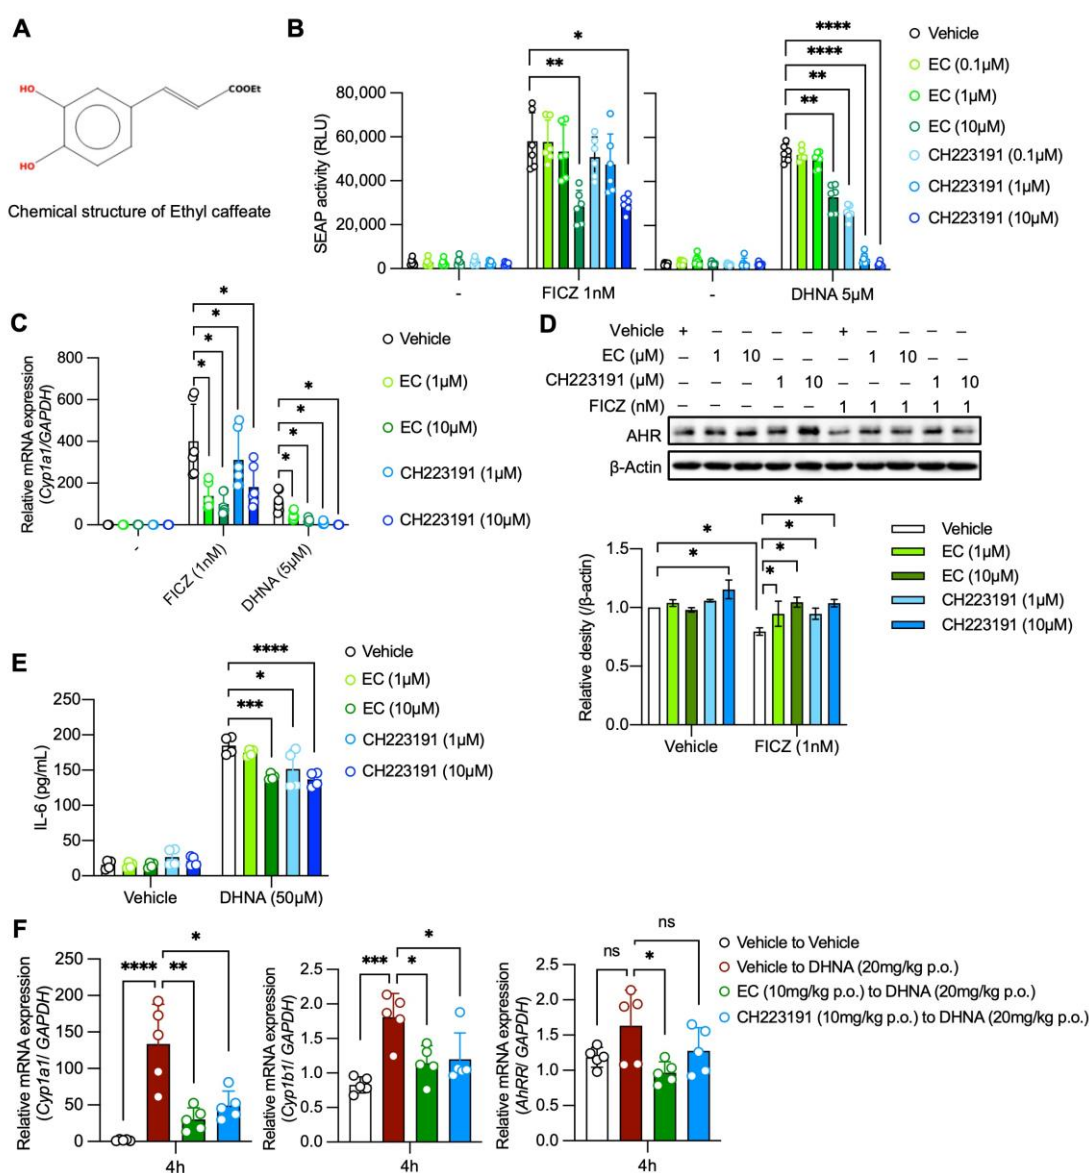 A
HO
HO
COOEt
Chemical structure of Ethyl caffeate
B
SEAP activity (RLU)
80,000
60,000
40,000
20,000
0
*
**
****
****
**
**
-
FICZ 1nM
-
DHNA 5μM
Vehicle
EC (0.1μM)
EC (1μM)
EC (10μM)
CH223191 (0.1μM)
CH223191 (1μM)
CH223191 (10μM)
C
Relative mRNA expression
(Cyp1a1/GAPDH)
800
600
400
200
0
*
*
*
*
*
*
*
*
-
FICZ (1nM)
DHNA (5μM)
Vehicle
EC (1μM)
EC (10μM)
CH223191 (1μM)
CH223191 (10μM)
D
Vehicle + – – – – + – – – –
EC (μM) – 1 10 – – – 1 10 – –
CH223191 (μM) – – – 1 10 – – – 1 10
FICZ (nM) – – – – – 1 1 1 1 1
AHR
β-Actin
Relative desity (/β-actin)
1.5
1.0
0.5
0.0
*
*
*
*
*
*
Vehicle
FICZ (1nM)
Vehicle
EC (1μM)
EC (10μM)
CH223191 (1μM)
CH223191 (10μM)
E
IL-6 (pg/mL)
250
200
150
100
50
0
****
*
***
Vehicle
DHNA (50μM)
Vehicle
EC (1μM)
EC (10μM)
CH223191 (1μM)
CH223191 (10μM)
F
Relative mRNA expression
(Cyp1a1/ GAPDH)
250
200
150
100
50
0
*
**** **
4h
Relative mRNA expression
(Cyp1b1/ GAPDH)
2.5
2.0
1.5
1.0
0.5
0.0
*
*** *
4h
Relative mRNA expression
(AhRR/ GAPDH)
2.5
2.0
1.5
1.0
0.5
0.0
ns
ns *
4h
Vehicle to Vehicle
Vehicle to DHNA (20mg/kg p.o.)
EC (10mg/kg p.o.) to DHNA (20mg/kg p.o.)
CH223191 (10mg/kg p.o.) to DHNA (20mg/kg p.o.)